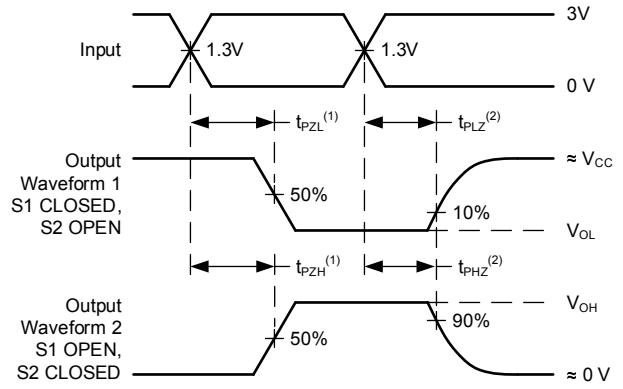 3V
Input
1.3V
1.3V
0 V
tPZL(1)
tPLZ(2)
Output
Waveform 1
S1 CLOSED,
S2 OPEN
≈ VCC
50%
10%
VOL
tPZH(1)
tPHZ(2)
Output
Waveform 2
S1 OPEN,
S2 CLOSED
VOH
50%
90%
≈ 0 V